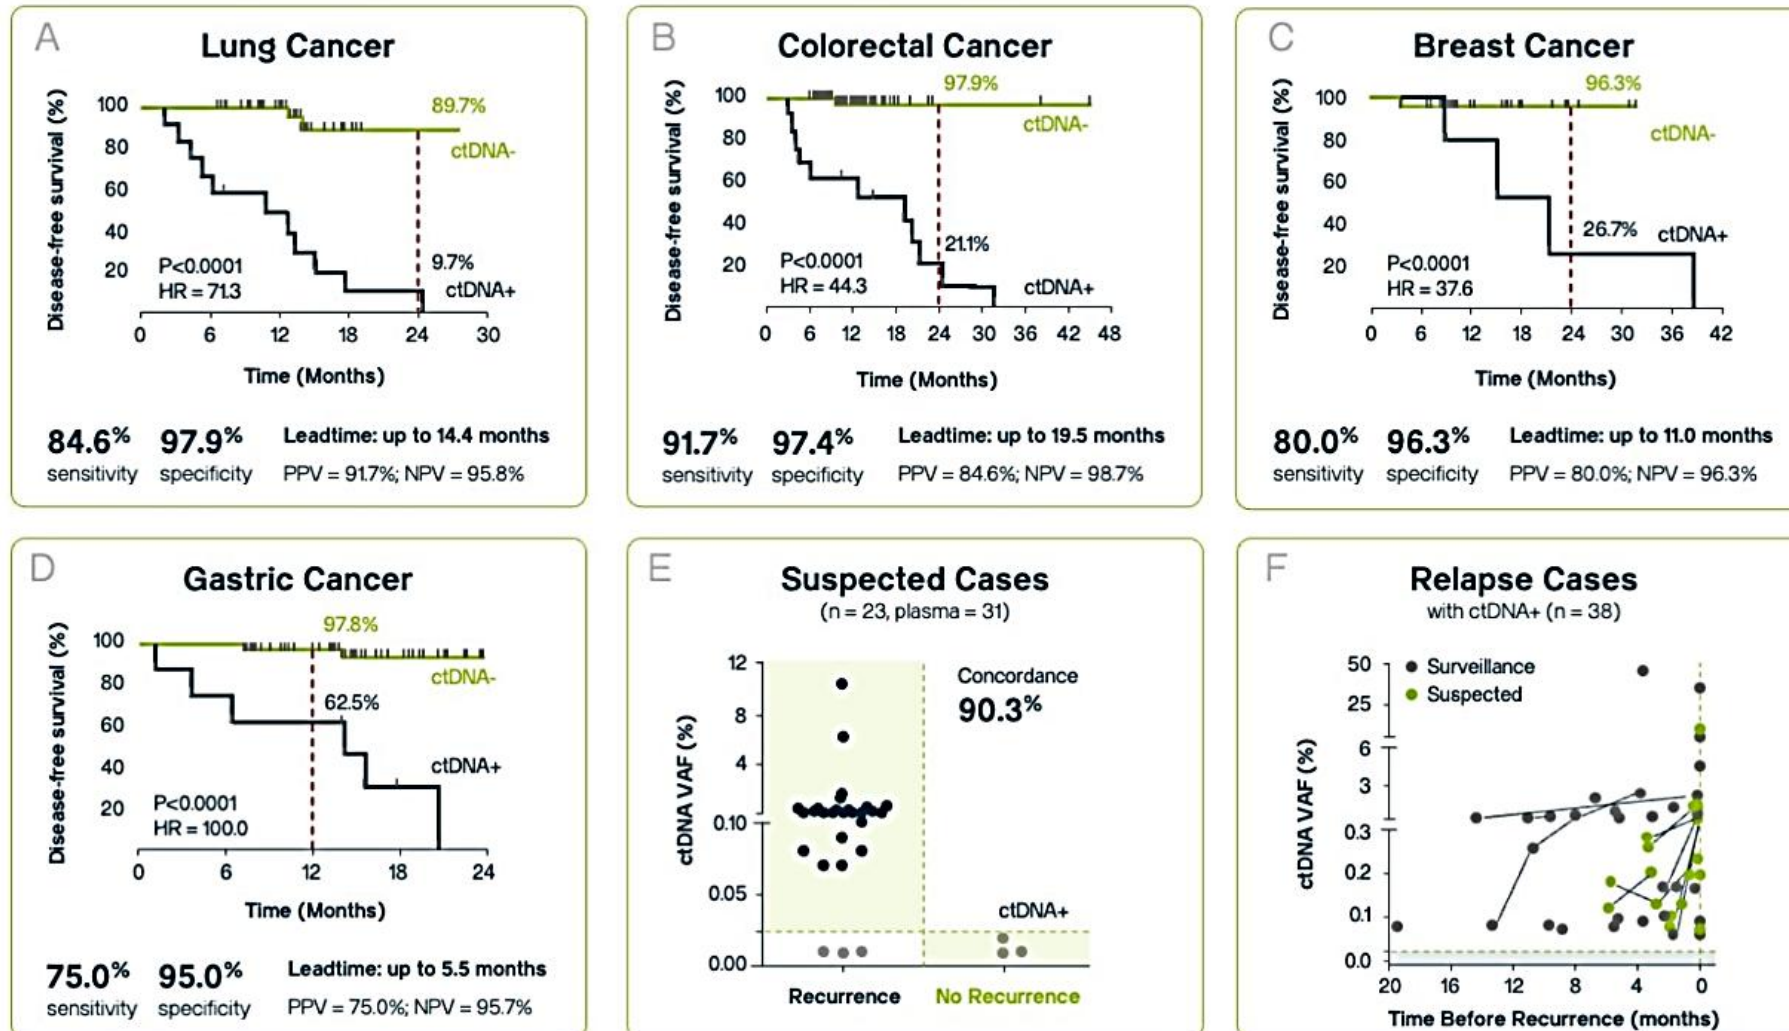 A
Lung Cancer
Disease-free survival (%)
100
80
60
40
20
89.7%
ctDNA-
P<0.0001
HR = 71.3
9.7%
ctDNA+
0 6 12 18 24 30
Time (Months)
84.6% sensitivity
97.9% specificity
Leadtime: up to 14.4 months
PPV = 91.7%; NPV = 95.8%
B
Colorectal Cancer
Disease-free survival (%)
100
80
60
40
20
97.9%
ctDNA-
P<0.0001
HR = 44.3
21.1%
ctDNA+
0 6 12 18 24 30 36 42 48
Time (Months)
91.7% sensitivity
97.4% specificity
Leadtime: up to 19.5 months
PPV = 84.6%; NPV = 98.7%
C
Breast Cancer
Disease-free survival (%)
100
80
60
40
20
96.3%
ctDNA-
P<0.0001
HR = 37.6
26.7%
ctDNA+
0 6 12 18 24 30 36 42
Time (Months)
80.0% sensitivity
96.3% specificity
Leadtime: up to 11.0 months
PPV = 80.0%; NPV = 96.3%
D
Gastric Cancer
Disease-free survival (%)
100
80
60
40
20
97.8%
ctDNA-
62.5%
ctDNA+
P<0.0001
HR = 100.0
0 6 12 18 24
Time (Months)
75.0% sensitivity
95.0% specificity
Leadtime: up to 5.5 months
PPV = 75.0%; NPV = 95.7%
E
Suspected Cases
(n = 23, plasma = 31)
ctDNA VAF (%)
12
8
4
0.10
0.05
0.00
Concordance
90.3%
ctDNA+
Recurrence No Recurrence
F
Relapse Cases
with ctDNA+ (n = 38)
ctDNA VAF (%)
50
25
6
3
0.3
0.2
0.1
0.0
Surveillance
Suspected
20 16 12 8 4 0
Time Before Recurrence (months)